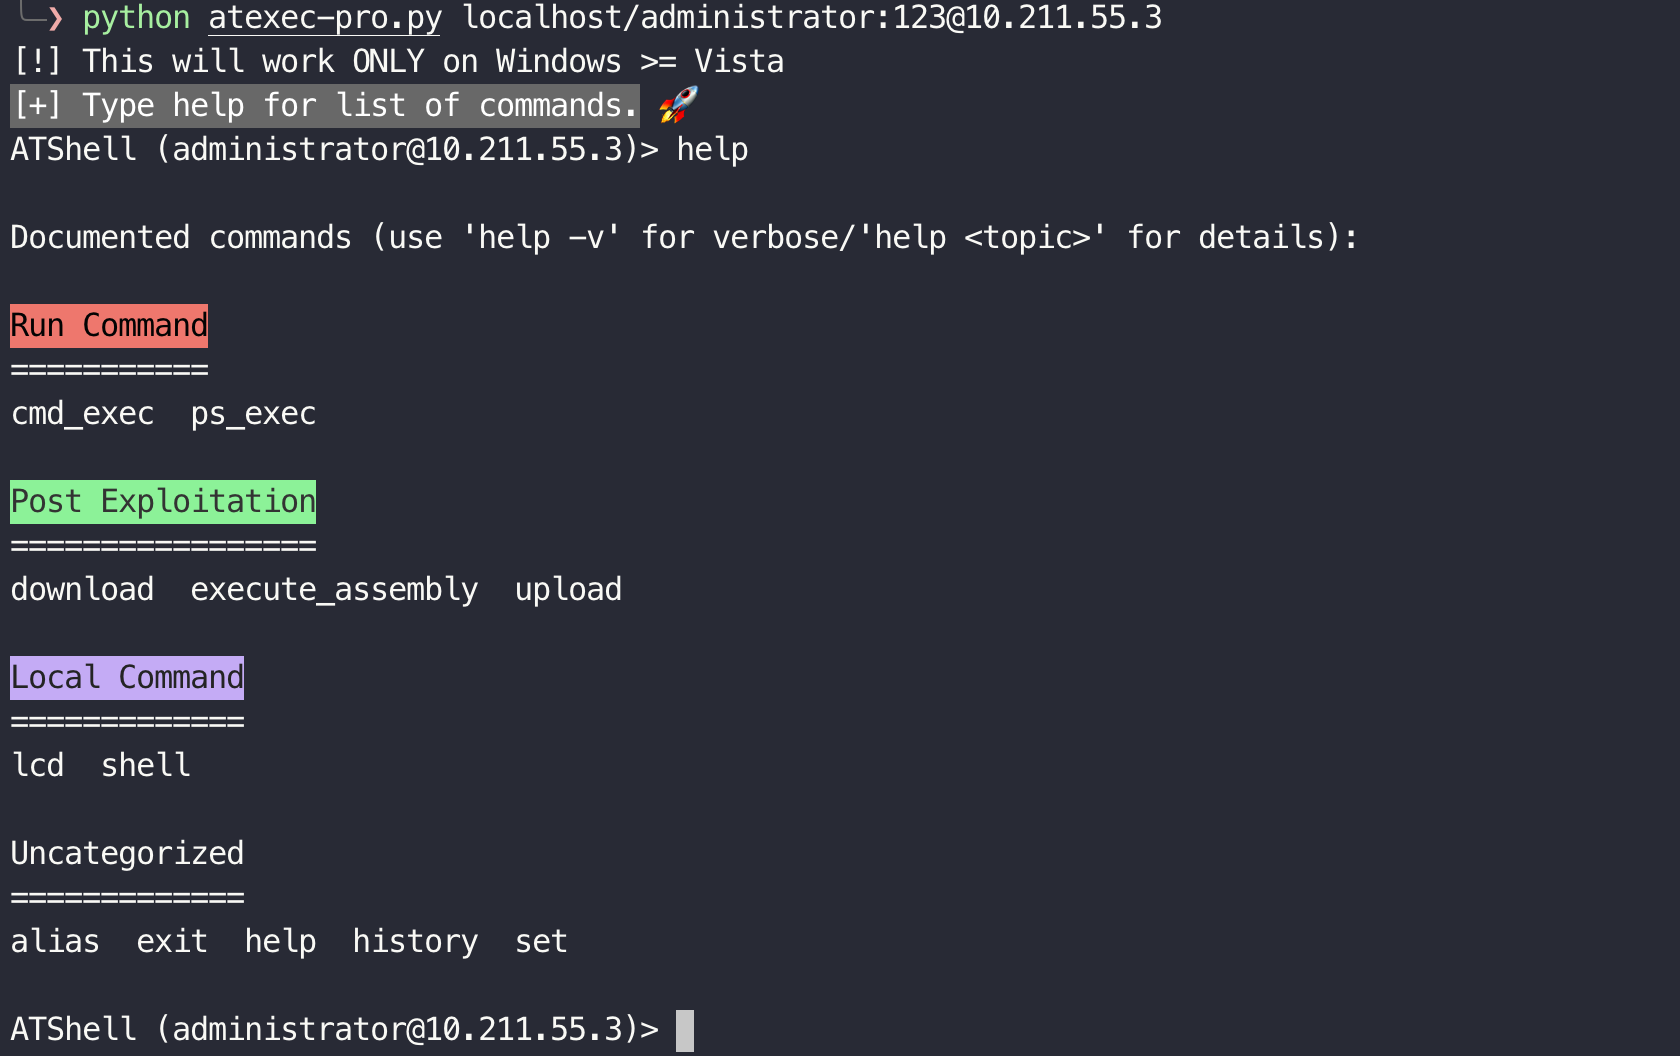 ❯ python atexec-pro.py localhost/administrator:123@10.211.55.3
[!] This will work ONLY on Windows >= Vista
[+] Type help for list of commands. 🚀
ATShell (administrator@10.211.55.3)> help
Documented commands (use 'help -v' for verbose/'help <topic>' for details):
Run Command
===========
cmd_exec  ps_exec
Post Exploitation
=================
download  execute_assembly  upload
Local Command
=============
lcd  shell
Uncategorized
=============
alias  exit  help  history  set
ATShell (administrator@10.211.55.3)>